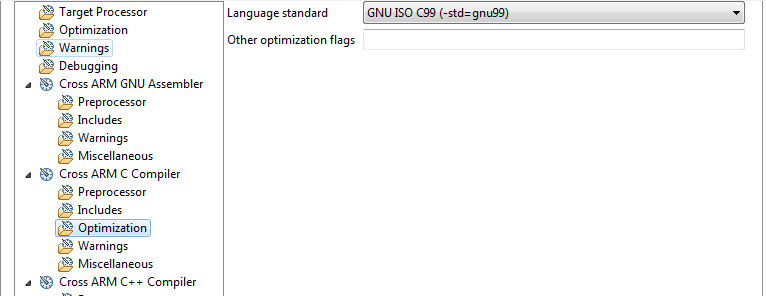 Target Processor
Optimization
Warnings
Debugging
Cross ARM GNU Assembler
Preprocessor
Includes
Warnings
Miscellaneous
Cross ARM C Compiler
Preprocessor
Includes
Optimization
Warnings
Miscellaneous
Cross ARM C++ Compiler
Language standard GNU ISO C99 (-std=gnu99)
Other optimization flags